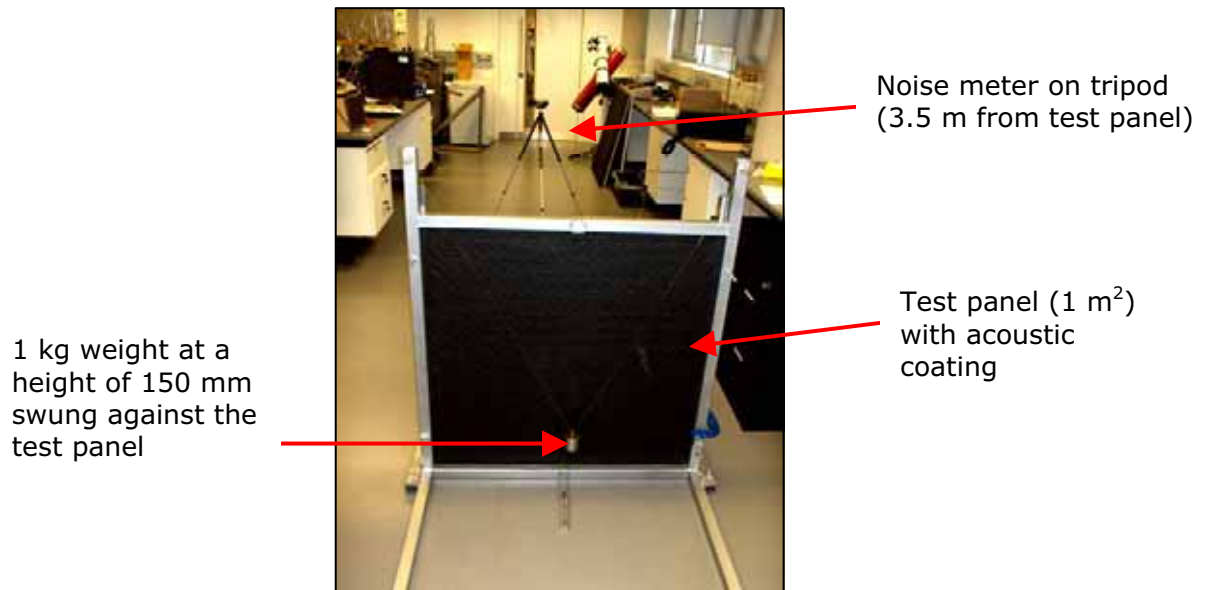 Noise meter on tripod
(3.5 m from test panel)
Test panel (1 m²)
with acoustic
coating
1 kg weight at a
height of 150 mm
swung against the
test panel